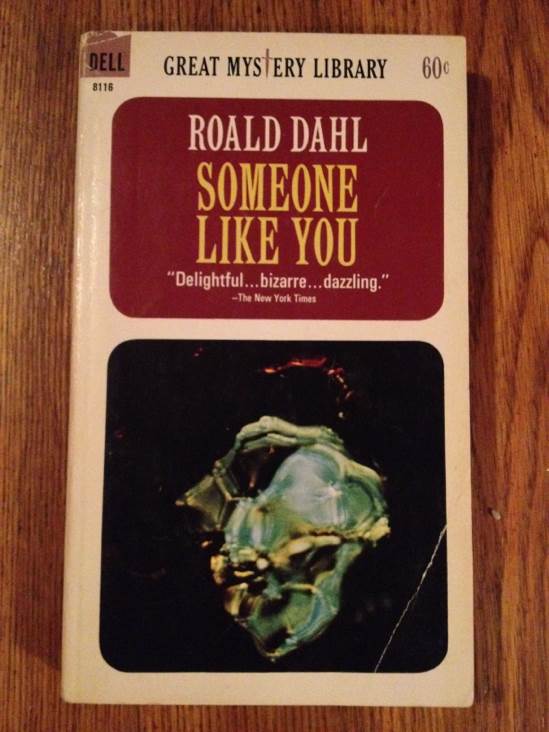 DELL
GREAT MYSTERY LIBRARY 60¢
8116
ROALD DAHL
SOMEONE
LIKE YOU
“Delightful...bizarre...dazzling.”
—The New York Times